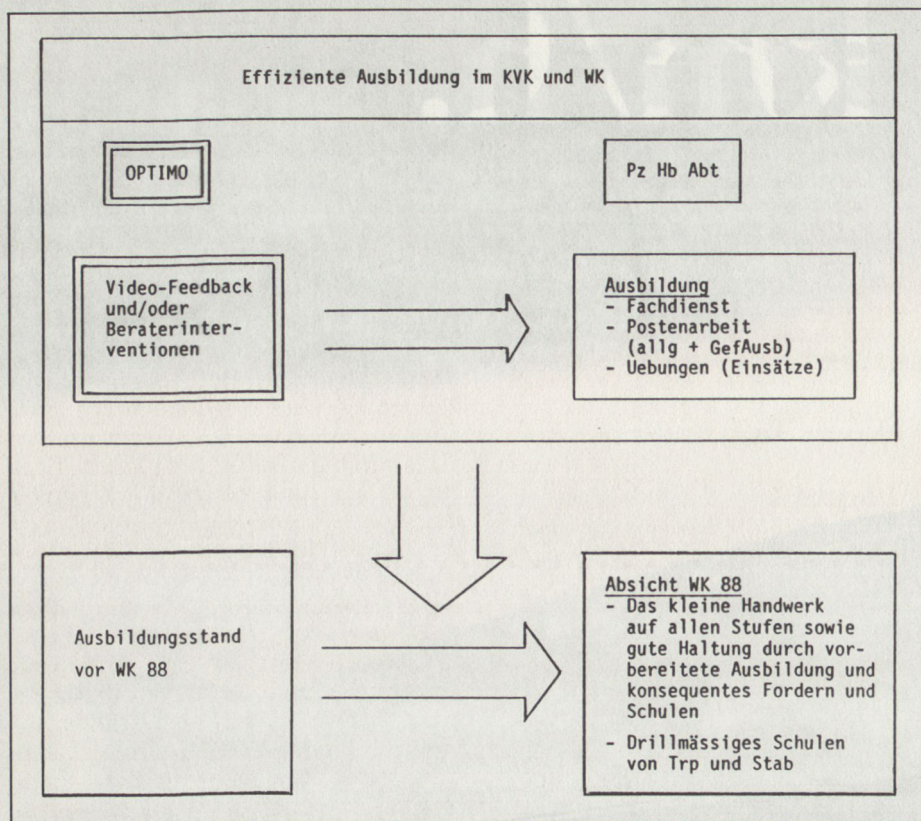 Effiziente Ausbildung im KVK und WK
OPTIMO
Pz Hb Abt
Video-Feedback
und/oder
Beraterinter-
ventionen
Ausbildung
- Fachdienst
- Postenarbeit
(allg + GefAusb)
- Uebungen (Einsätze)
Ausbildungsstand
vor WK 88
Absicht WK 88
- Das kleine Handwerk
auf allen Stufen sowie
gute Haltung durch vor-
bereitete Ausbildung und
konsequentes Fordern und
Schulen
- Drillmässiges Schulen
von Trp und Stab